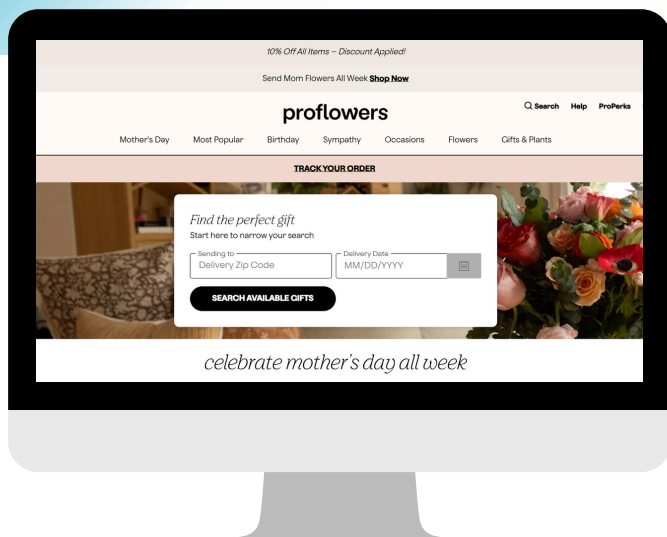 10% Off All Items – Discount Applied!
Send Mom Flowers All Week Shop Now
proflowers
Search Help ProPerks
Mother's Day Most Popular Birthday Sympathy Occasions Flowers Gifts & Plants
TRACK YOUR ORDER
Find the perfect gift
Start here to narrow your search
Sending to Delivery Date
Delivery Zip Code MM/DD/YYYY
SEARCH AVAILABLE GIFTS
celebrate mother's day all week